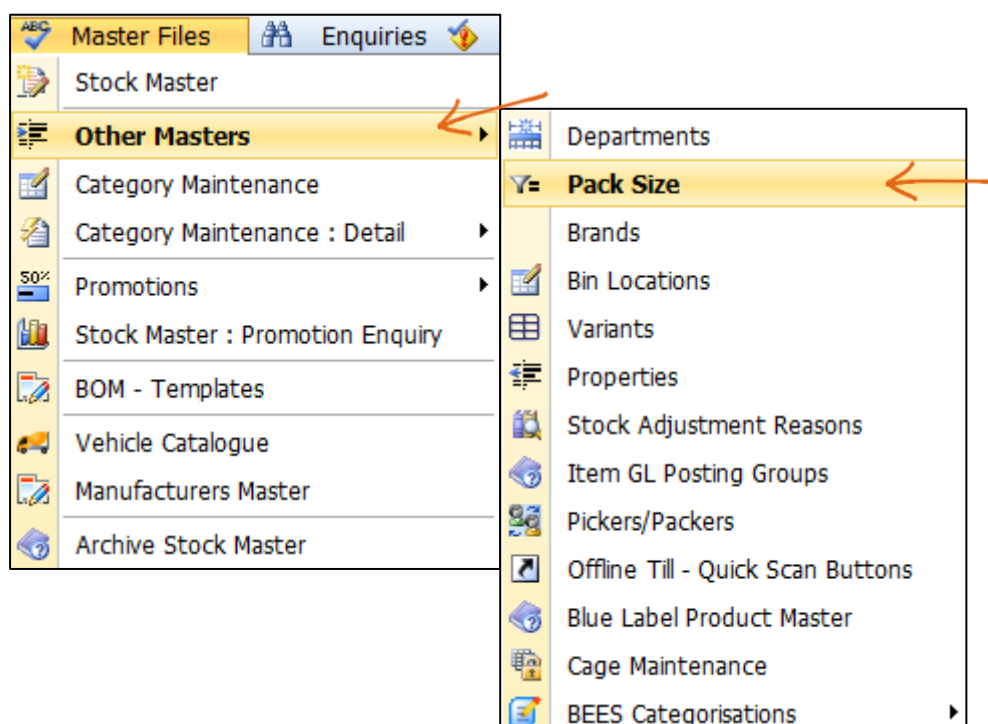 ABC Master Files Enquiries
Stock Master
Other Masters
Category Maintenance
Category Maintenance : Detail
50% Promotions
Stock Master : Promotion Enquiry
BOM - Templates
Vehicle Catalogue
Manufacturers Master
Archive Stock Master
Departments
Pack Size
Brands
Bin Locations
Variants
Properties
Stock Adjustment Reasons
Item GL Posting Groups
Pickers/Packers
Offline Till - Quick Scan Buttons
Blue Label Product Master
Cage Maintenance
BEES Categorisations